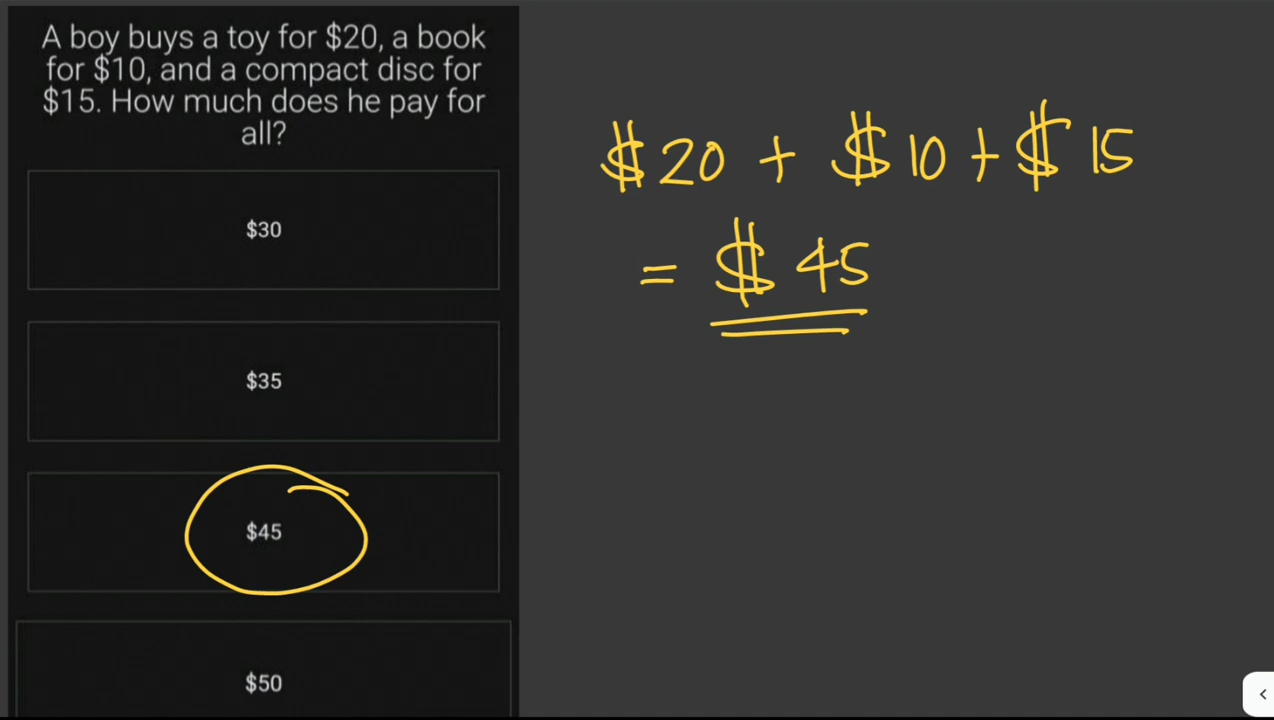 A boy buys a toy for $20, a book
for $10, and a compact disc for
$15. How much does he pay for
all?
$30
$35
$45
$50
$20 + $10 + $15
= $45